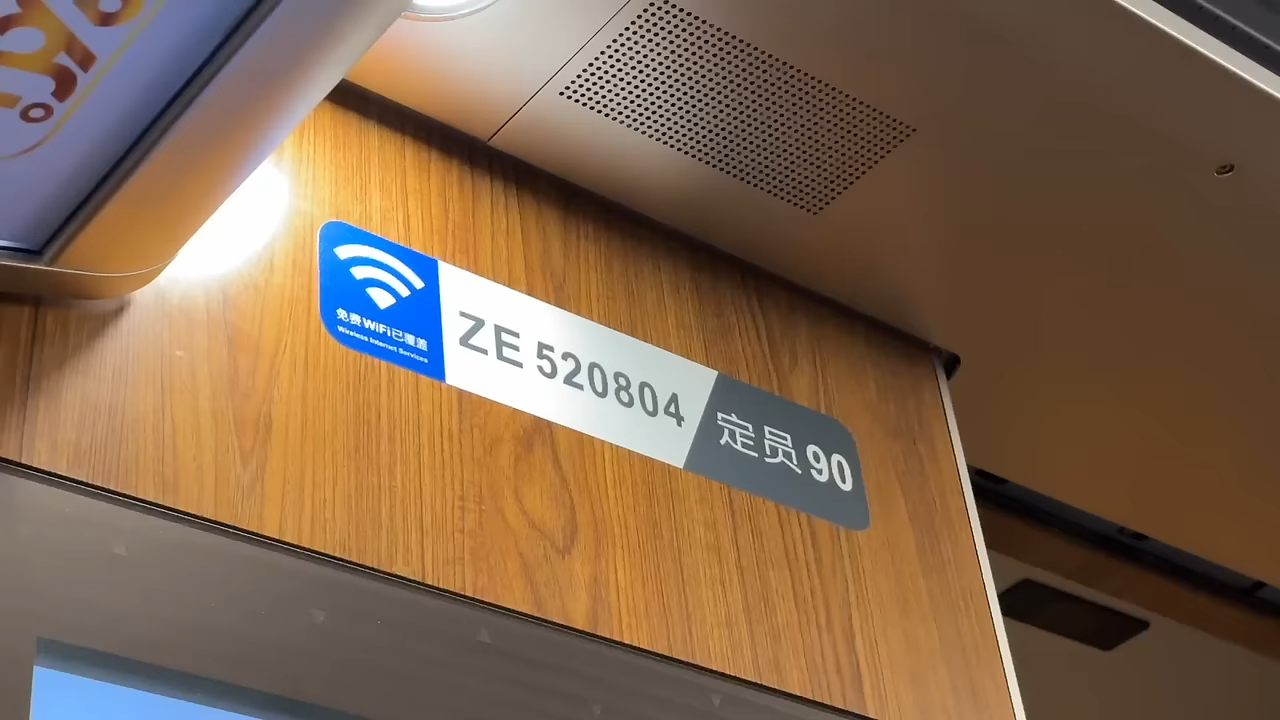 免费WiFi已覆盖
Wireless Internet Services
ZE 520804
定员90